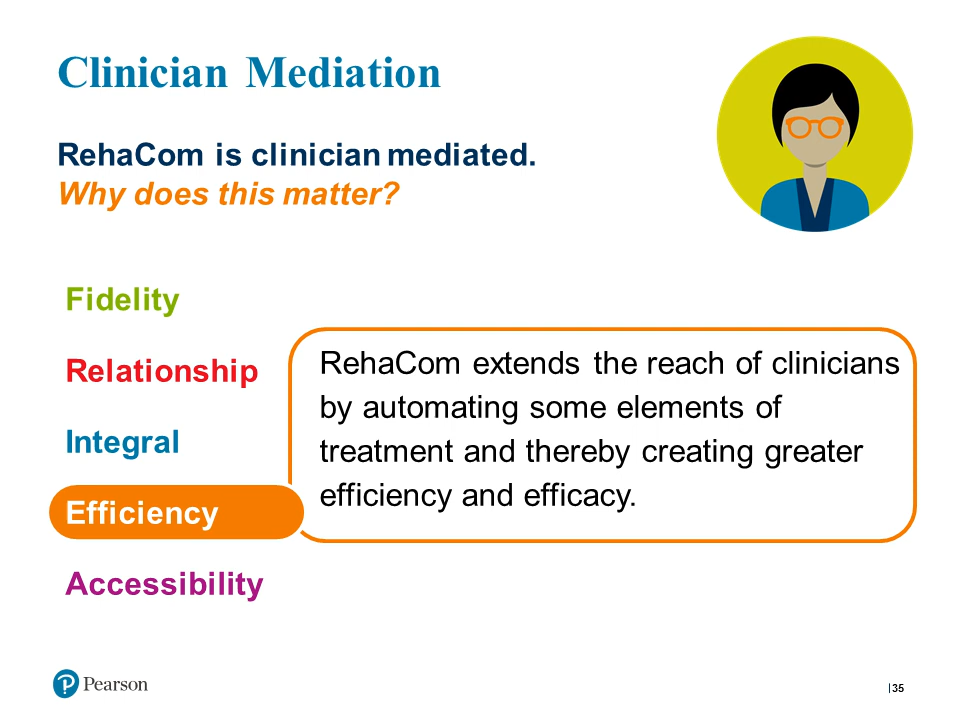 Clinician Mediation
RehaCom is clinician mediated.
Why does this matter?
Fidelity
Relationship
Integral
Efficiency
Accessibility
RehaCom extends the reach of clinicians
by automating some elements of
treatment and thereby creating greater
efficiency and efficacy.
P Pearson
|35